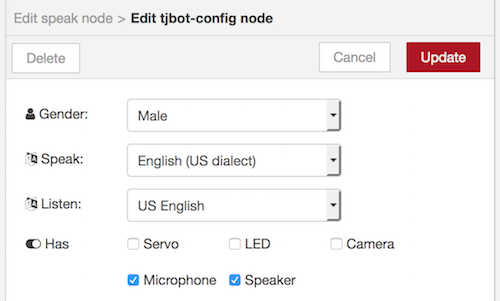 Edit speak node > Edit tjbot-config node
Delete Cancel Update
Gender: Male
Speak: English (US dialect)
Listen: US English
Has Servo LED Camera
Microphone Speaker